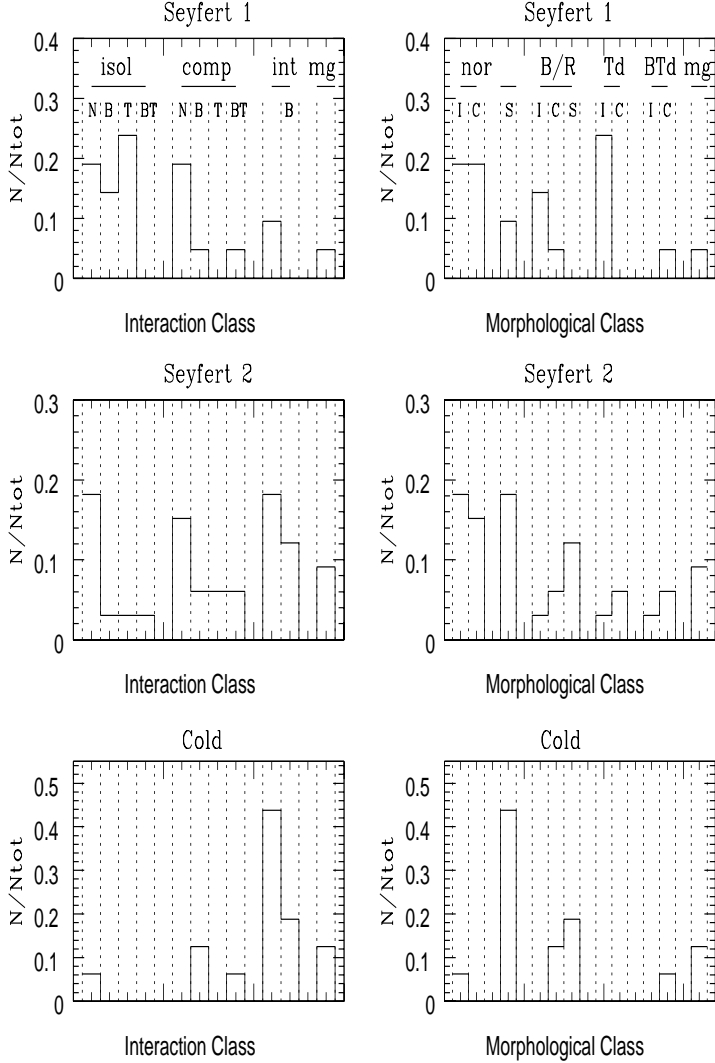 Seyfert 1
0.4
0.3
0.2
0.1
0
N/Ntot
isol comp int mg
N B T BT N B T BT B
Interaction Class
Seyfert 1
0.4
0.3
0.2
0.1
0
N/Ntot
nor B/R Td BTd mg
I C S I C S I C I C
Morphological Class
Seyfert 2
0.3
0.2
0.1
0
N/Ntot
Interaction Class
Seyfert 2
0.3
0.2
0.1
0
N/Ntot
Morphological Class
Cold
0.5
0.4
0.3
0.2
0.1
0
N/Ntot
Interaction Class
Cold
0.5
0.4
0.3
0.2
0.1
0
N/Ntot
Morphological Class